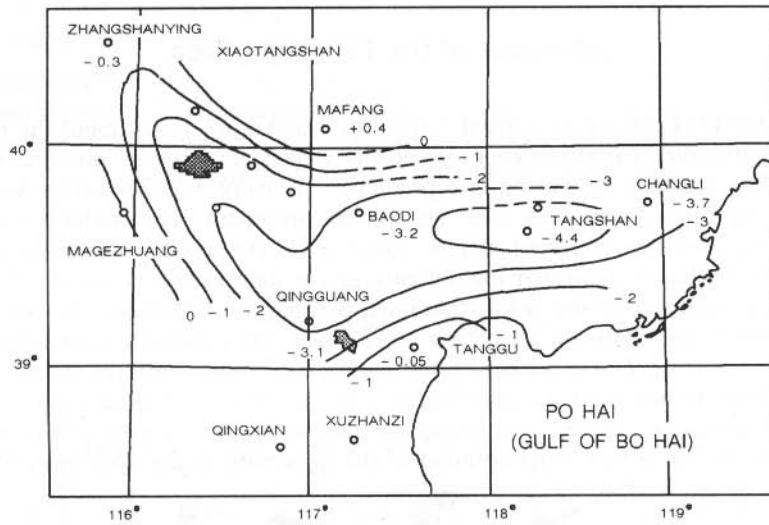 ZHANGSHANYING
- 0.3
XIAOTANGSHAN
MAFANG
+ 0.4
0
40°
- 1
- 2
- 3
CHANGLI
- 3.7
BAODI
- 3.2
TANGSHAN
- 4.4
- 3
MAGEZHUANG
QINGGUANG
0
- 1
- 2
- 2
- 1
39°
- 3.1
- 0.05
TANGGU
- 1
QINGXIAN
XUZHANZI
PO HAI
(GULF OF BO HAI)
116°
117°
118°
119°